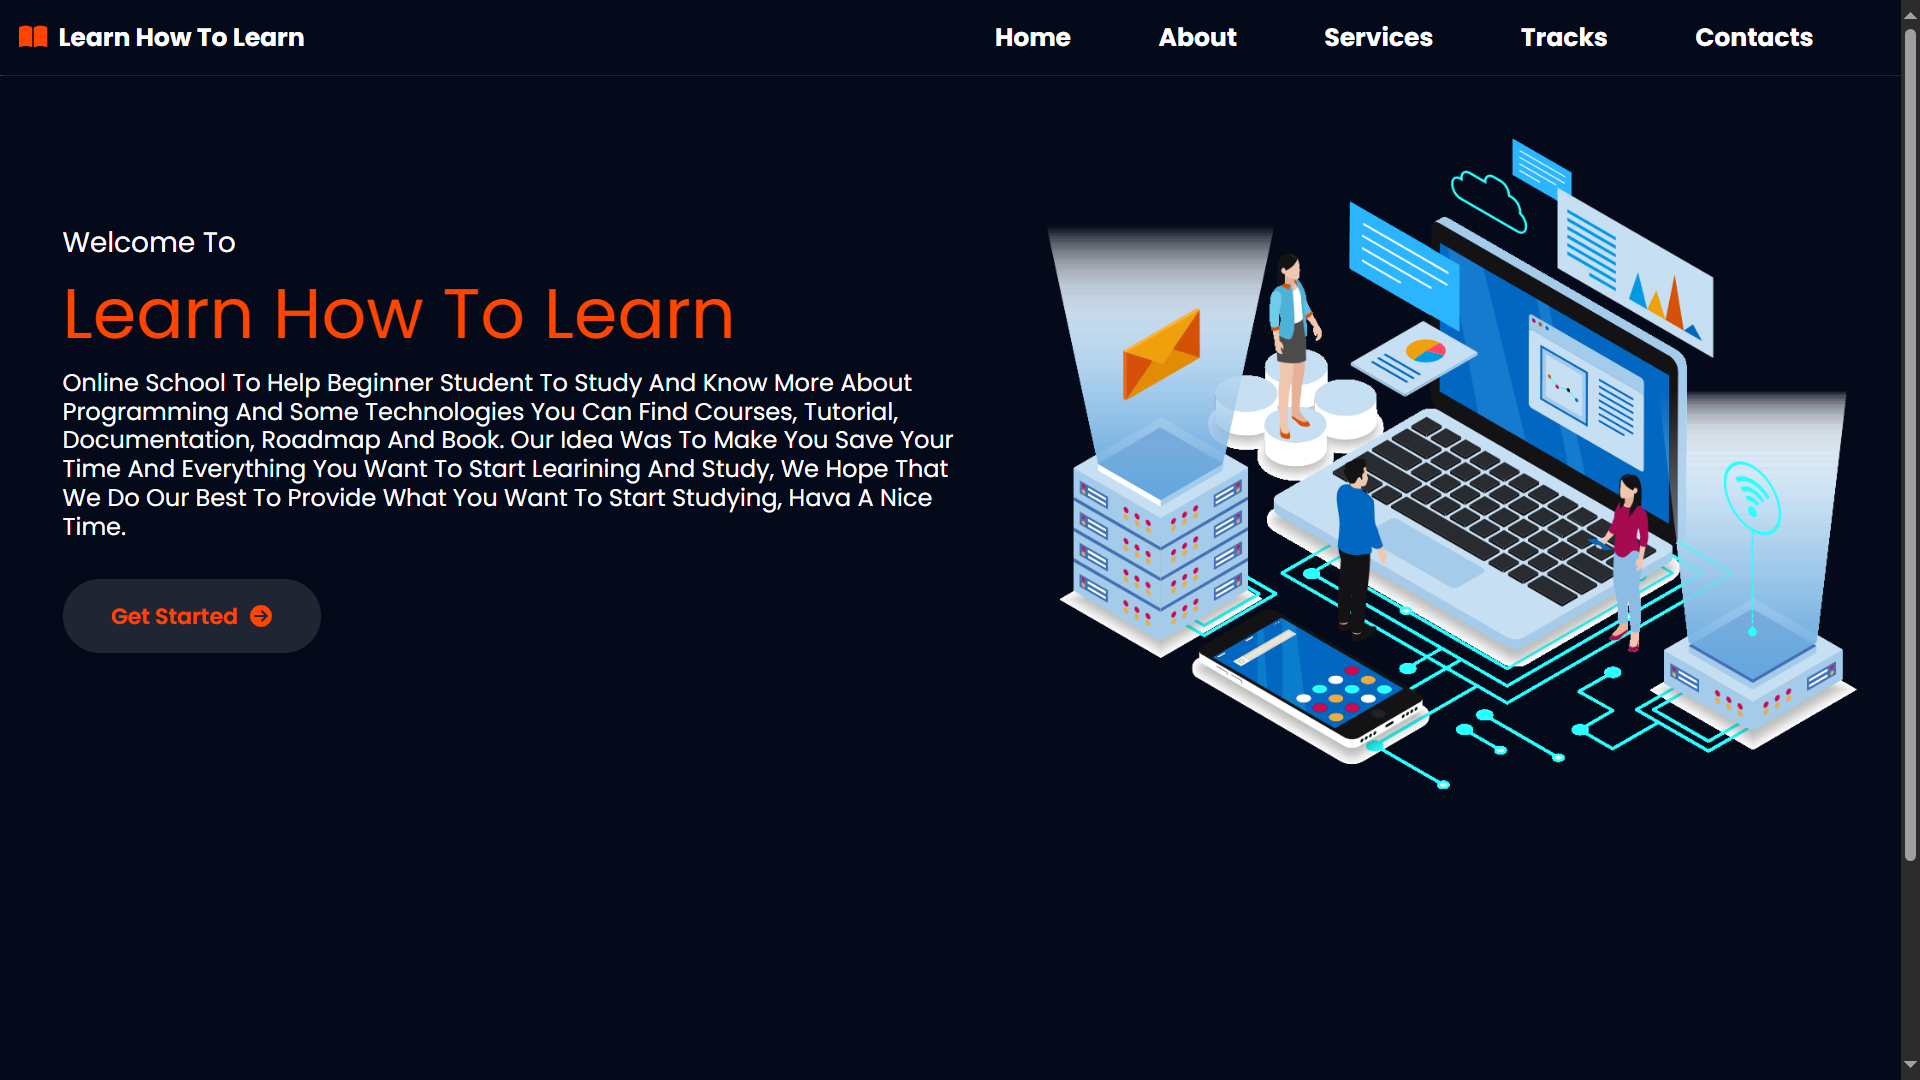 Learn How To Learn
Home
About
Services
Tracks
Contacts
Welcome To
Learn How To Learn
Online School To Help Beginner Student To Study And Know More About
Programming And Some Technologies You Can Find Courses, Tutorial,
Documentation, Roadmap And Book. Our Idea Was To Make You Save Your
Time And Everything You Want To Start Learining And Study, We Hope That
We Do Our Best To Provide What You Want To Start Studying, Hava A Nice
Time.
Get Started